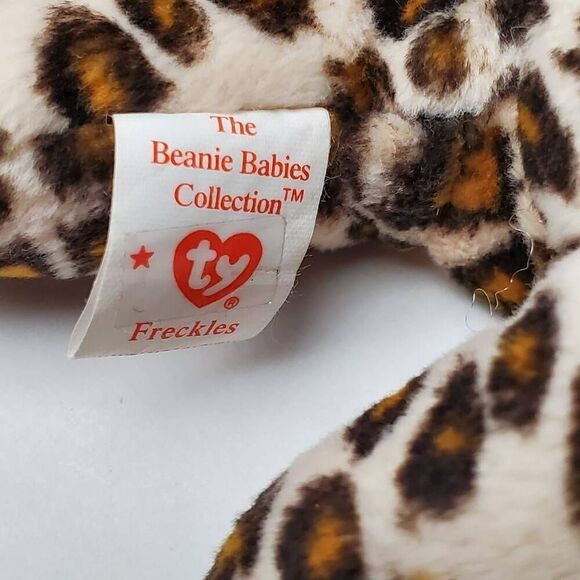 The
Beanie Babies
Collection™
ty ®
Freckles